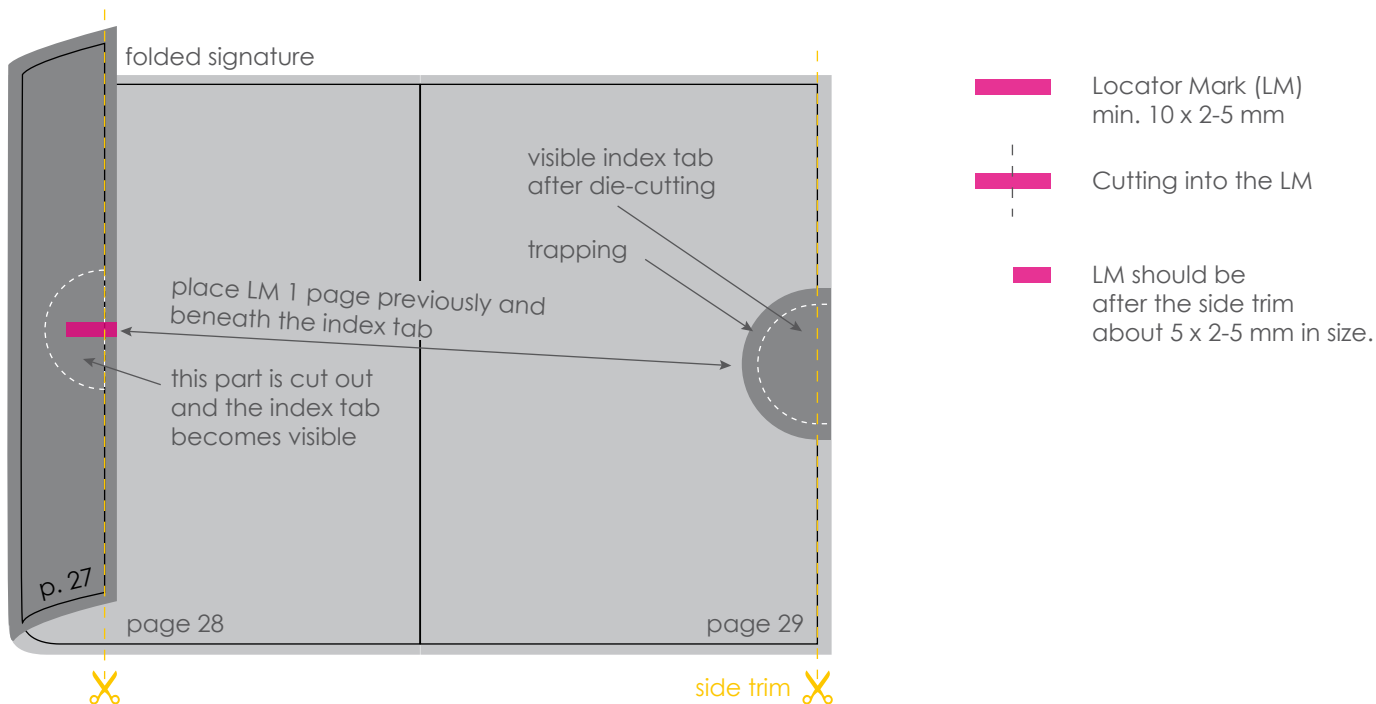 folded signature
visible index tab
after die-cutting
trapping
place LM 1 page previously and
beneath the index tab
this part is cut out
and the index tab
becomes visible
p. 27
page 28
page 29
side trim
Locator Mark (LM)
min. 10 x 2-5 mm
Cutting into the LM
LM should be
after the side trim
about 5 x 2-5 mm in size.